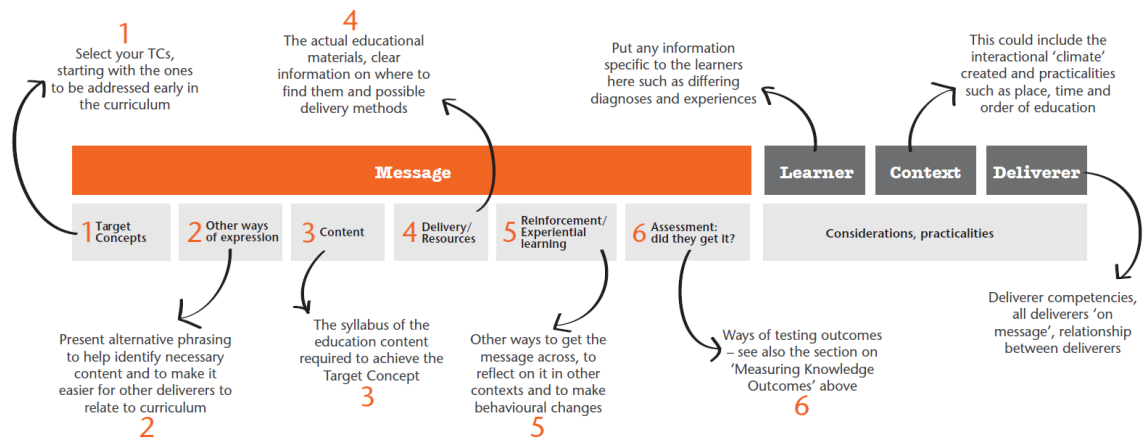 1
Select your TCs,
starting with the ones
to be addressed early in
the curriculum
4
The actual educational
materials, clear
information on where to
find them and possible
delivery methods
Put any information
specific to the learners
here such as differing
diagnoses and experiences
This could include the
interactional ‘climate’
created and practicalities
such as place, time and
order of education
Message
Learner
Context
Deliverer
1 Target
Concepts
2 Other ways
of expression
3 Content
4 Delivery/
Resources
5 Reinforcement/
Experiential
learning
6 Assessment:
did they get it?
Considerations, practicalities
Present alternative phrasing
to help identify necessary
content and to make it
easier for other deliverers to
relate to curriculum
2
The syllabus of the
education content
required to achieve the
Target Concept
3
Other ways to get the
message across, to
reflect on it in other
contexts and to make
behavioural changes
5
Ways of testing outcomes
– see also the section on
‘Measuring Knowledge
Outcomes’ above
6
Deliverer competencies,
all deliverers ‘on
message’, relationship
between deliverers